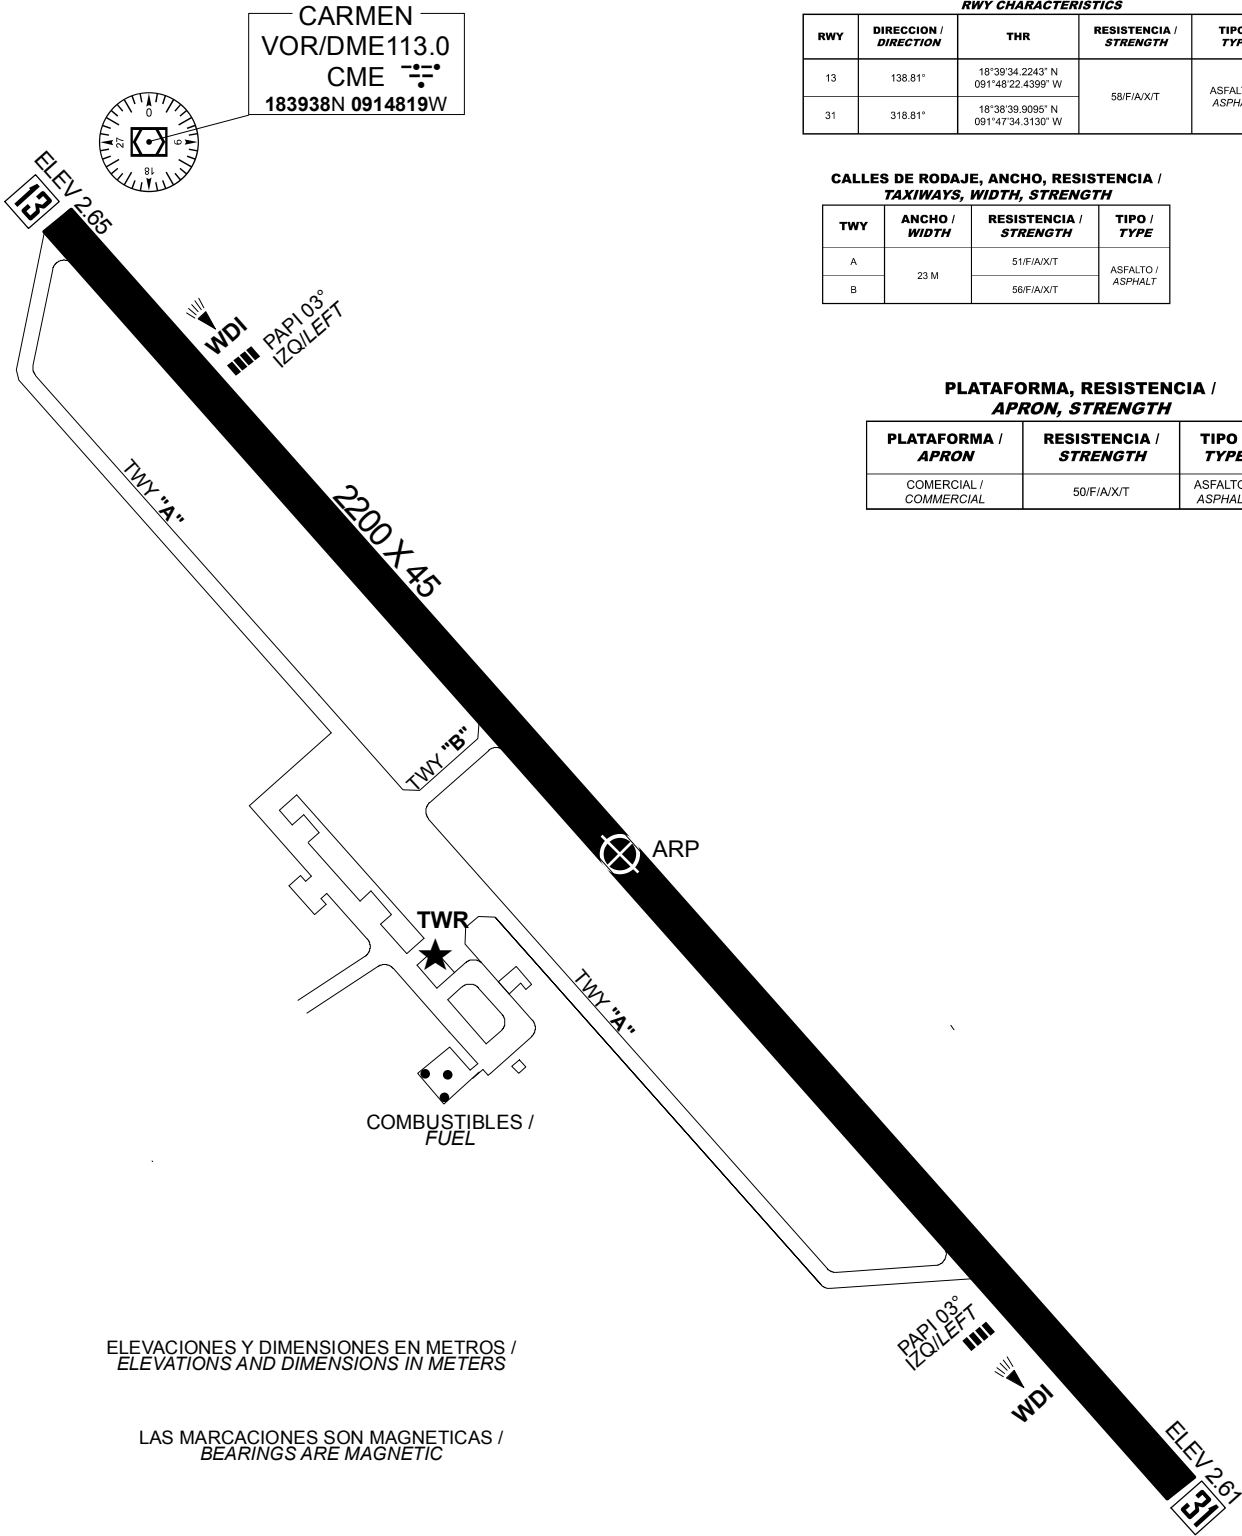 CARMEN
VOR/DME113.0
CME
183938N 0914819W
0
9
18
27
RWY CHARACTERISTICS
RWY DIRECCION / DIRECTION THR RESISTENCIA / STRENGTH
13 138.81° 18°39'34.2243" N 091°48'22.4399" W 58/F/A/X/T
31 318.81° 18°38'39.9095" N 091°47'34.3130" W
CALLES DE RODAJE, ANCHO, RESISTENCIA /
TAXIWAYS, WIDTH, STRENGTH
TWY ANCHO / WIDTH RESISTENCIA / STRENGTH TIPO / TYPE
A 23 M 51/F/A/X/T ASFALTO / ASPHALT
B 56/F/A/X/T
PLATAFORMA, RESISTENCIA /
APRON, STRENGTH
PLATAFORMA / APRON RESISTENCIA / STRENGTH TIPO TYPE
COMERCIAL / COMMERCIAL 50/F/A/X/T
13
ELEV 2.65
WDI
PAPI 03°
IZQ/LEFT
TWY "A"
2200 X 45
TWY "B"
ARP
TWR
TWY "A"
COMBUSTIBLES /
FUEL
PAPI 03°
IZQ/LEFT
WDI
ELEV 2.61
31
ELEVACIONES Y DIMENSIONES EN METROS /
ELEVATIONS AND DIMENSIONS IN METERS
LAS MARCACIONES SON MAGNETICAS /
BEARINGS ARE MAGNETIC